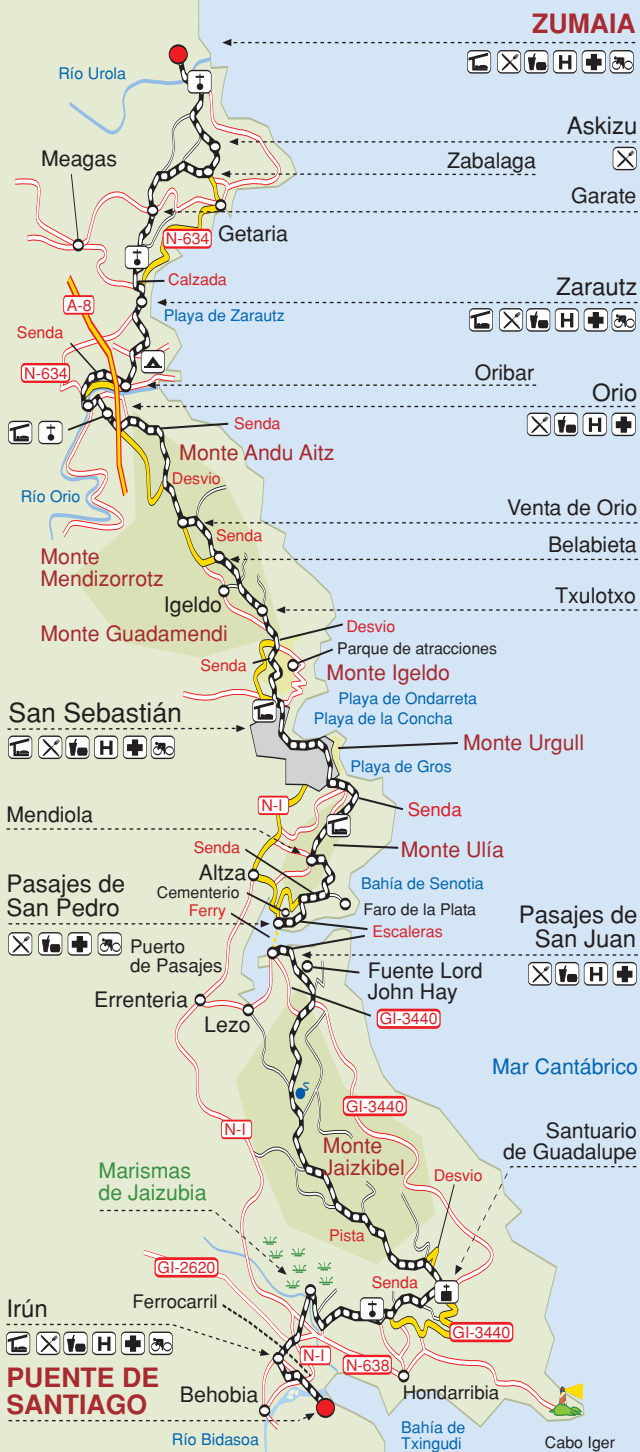 ZUMAIA
Río Urola
H
Askizu
Meagas
Zabalaga
Garate
N-634
Getaria
Calzada
Zarautz
A-8
Playa de Zarautz
H
Senda
N-634
Oribar
Orio
H
Senda
Monte Andu Aitz
Desvio
Río Orio
Venta de Orio
Senda
Belabieta
Monte
Mendizorrotz
Igeldo
Txulotxo
Monte Guadamendi
Desvio
Parque de atracciones
Senda
Monte Igeldo
Playa de Ondarreta
San Sebastián
Playa de la Concha
H
Monte Urgull
Playa de Gros
N-I
Senda
Mendiola
Senda
Monte Ulía
Altza
Bahía de Senotia
Pasajes de
San Pedro
Cementerio
Ferry
Faro de la Plata
Escaleras
Pasajes de
San Juan
Puerto
de Pasajes
H
Fuente Lord
John Hay
Errenteria
Lezo
GI-3440
Mar Cantábrico
GI-3440
N-I
Santuario
de Guadalupe
Monte
Jaizkibel
Marismas
de Jaizubia
Desvio
Pista
GI-2620
Senda
Irún
Ferrocarril
H
GI-3440
N-I
N-638
PUENTE DE
SANTIAGO
Behobia
Hondarribia
Río Bidasoa
Bahía de
Txingudi
Cabo Iger